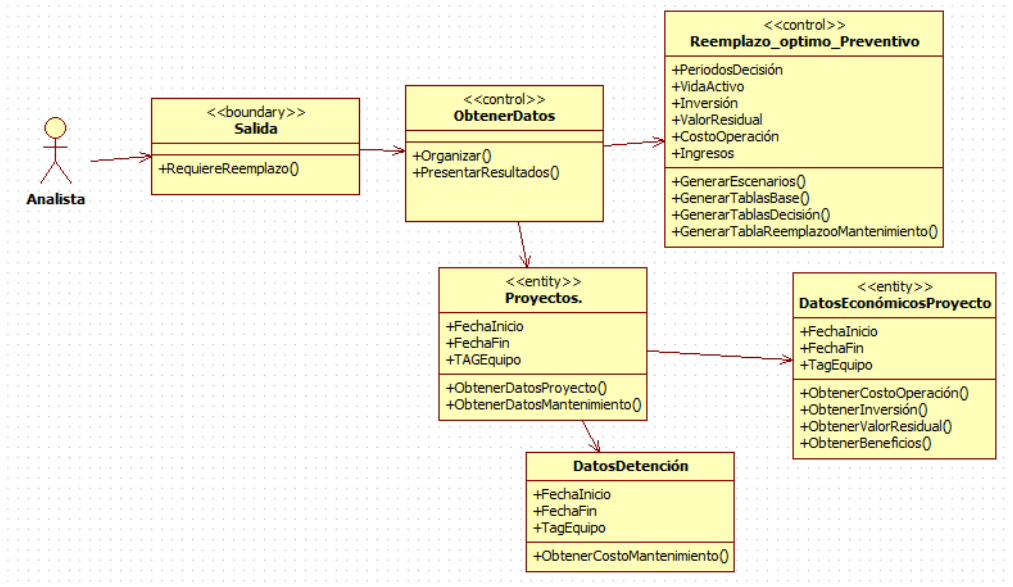 Analista
<<boundary>>
Salida
+RequiereReemplazo()
<<control>>
ObtenerDatos
+Organizar()
+PresentarResultados()
<<control>>
Reemplazo_optimo_Preventivo
+PeriodosDecisión
+VidaActivo
+Inversión
+ValorResidual
+CostoOperación
+Ingresos
+GenerarEscenarios()
+GenerarTablasBase()
+GenerarTablasDecisión()
+GenerarTablaReemplazooMantenimiento()
<<entity>>
Proyectos.
+FechaInicio
+FechaFin
+TAGEquipo
+ObtenerDatosProyecto()
+ObtenerDatosMantenimiento()
<<entity>>
DatosEconómicosProyecto
+FechaInicio
+FechaFin
+TagEquipo
+ObtenerCostoOperación()
+ObtenerInversión()
+ObtenerValorResidual()
+ObtenerBeneficios()
DatosDetención
+FechaInicio
+FechaFin
+TagEquipo
+ObtenerCostoMantenimiento()